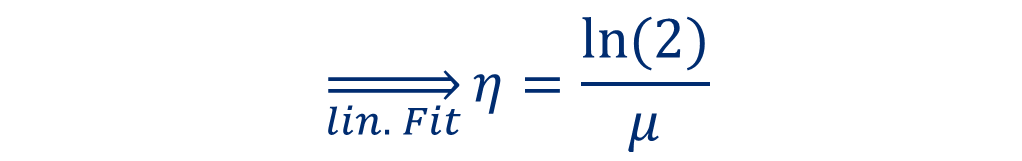 ⟹ η = ln(2) / μ
lin. Fit